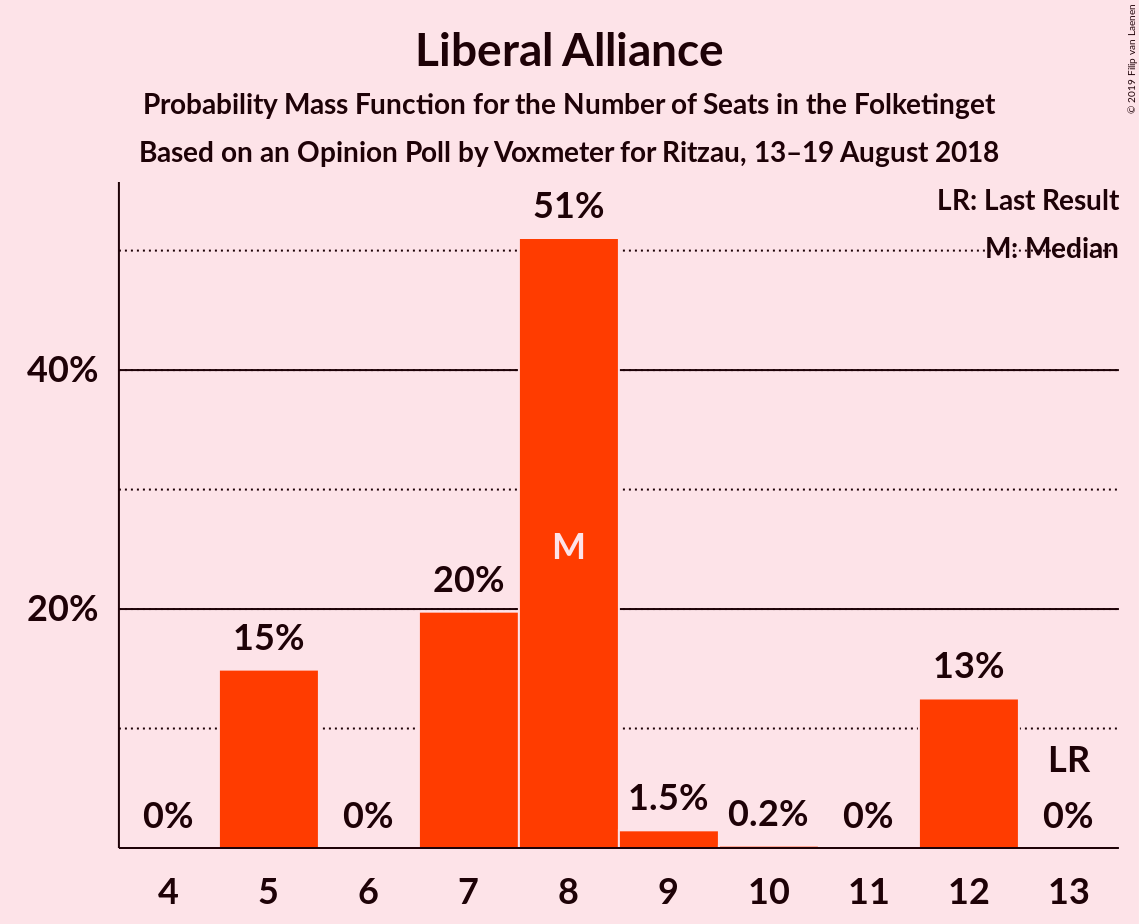 Liberal Alliance
Probability Mass Function for the Number of Seats in the Folketinget
Based on an Opinion Poll by Voxmeter for Ritzau, 13–19 August 2018
© 2019 Filip van Laenen
LR: Last Result
M: Median
51%
40%
M
20%
20%
15%
13%
LR
0%
0%
1.5%
0.2%
0%
0%
4 5 6 7 8 9 10 11 12 13